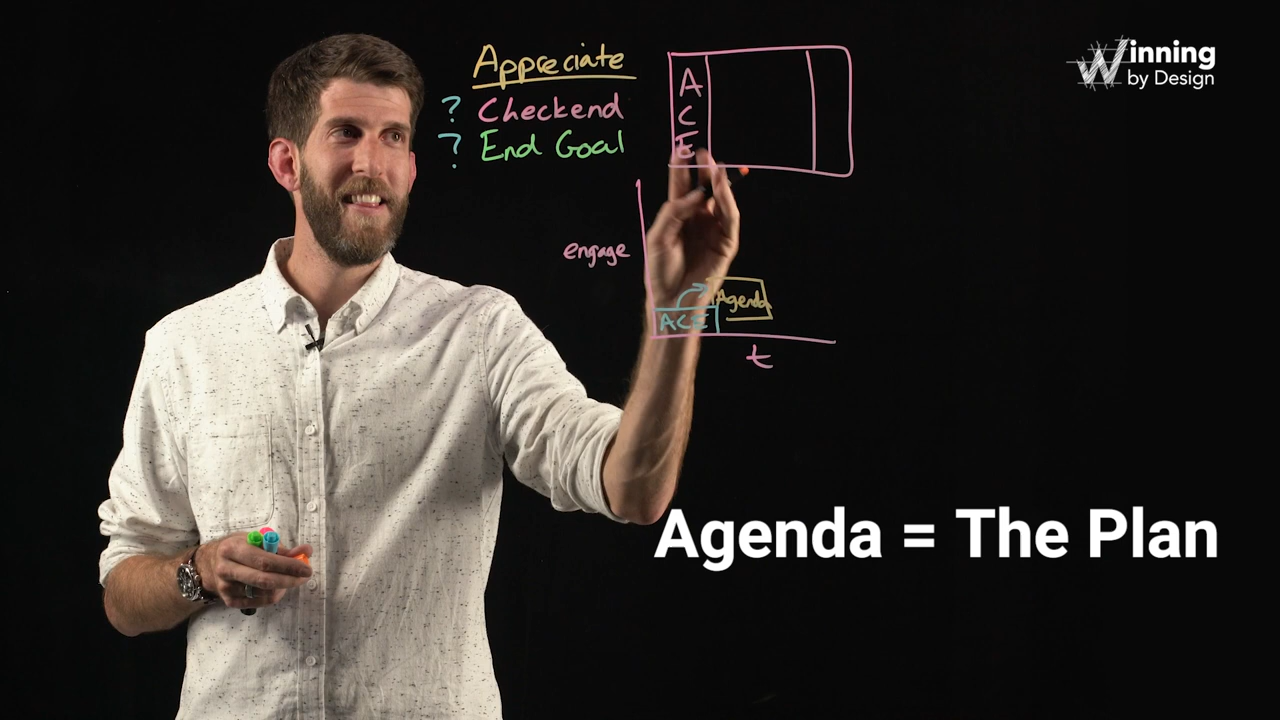 Appreciate
? Checkend
? End Goal
A
C
E
Winning
by Design
engage
ACE
Agenda
t
Agenda = The Plan